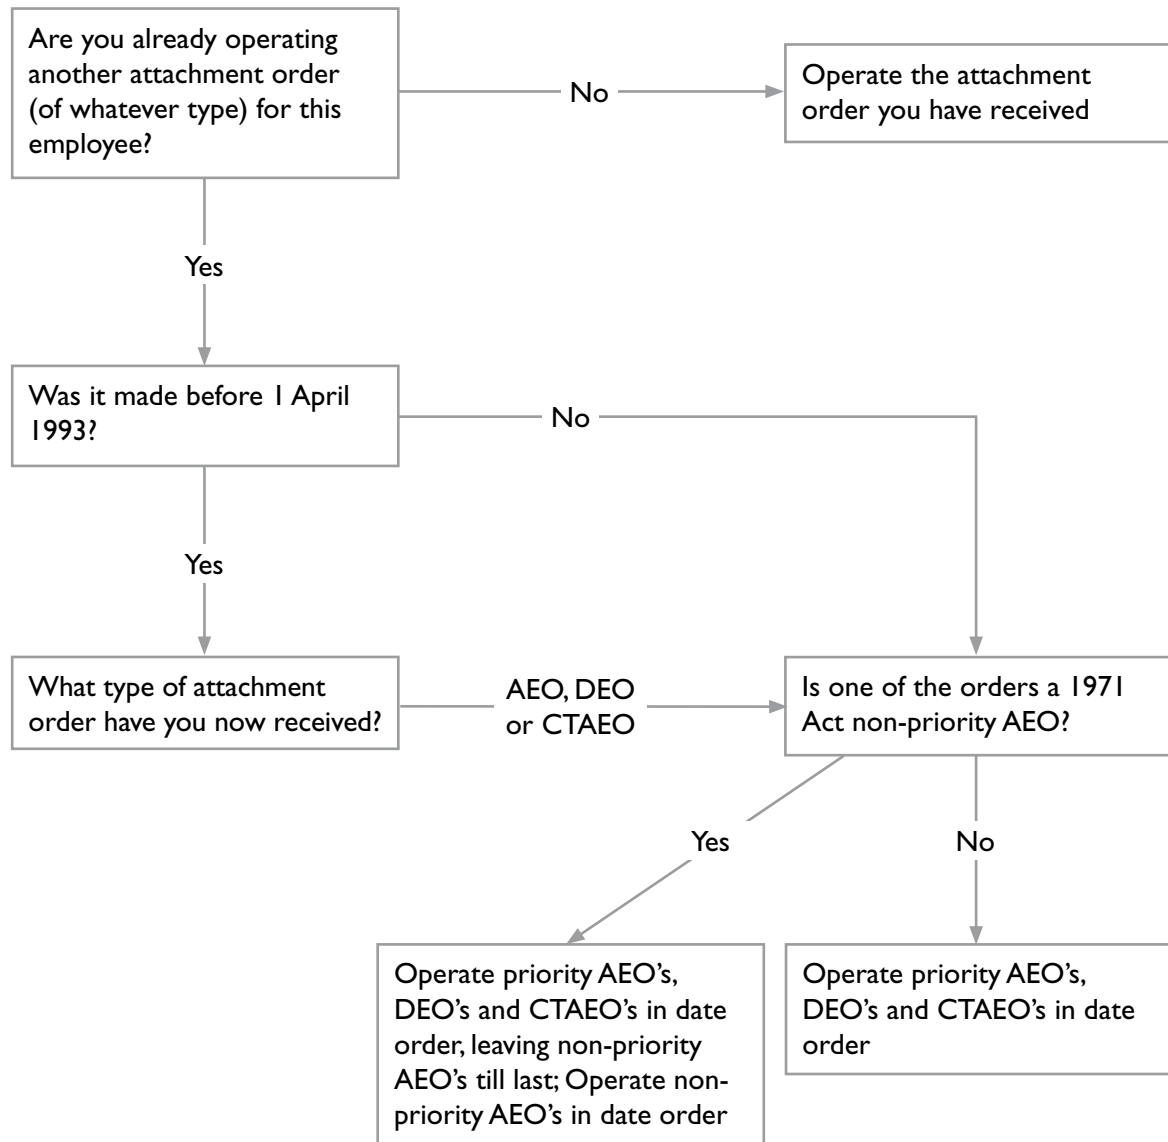 Are you already operating
another attachment order
(of whatever type) for this
employee?
No
Operate the attachment
order you have received
Yes
Was it made before 1 April
1993?
No
Yes
What type of attachment
order have you now received?
AEO, DEO
or CTAEO
Is one of the orders a 1971
Act non-priority AEO?
Yes
No
Operate priority AEO’s,
DEO’s and CTAEO’s in date
order, leaving non-priority
AEO’s till last; Operate non-
priority AEO’s in date order
Operate priority AEO’s,
DEO’s and CTAEO’s in date
order